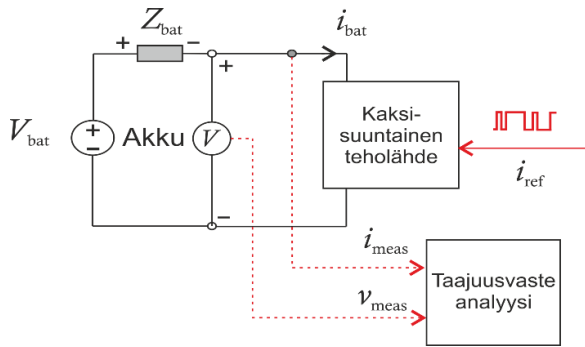 Z_bat
+ −
i_bat
+
V_bat
+
−
Akku
V
Kaksi-
suuntainen
teholähde
i_ref
−
i_meas
v_meas
Taajuusvaste
analyysi